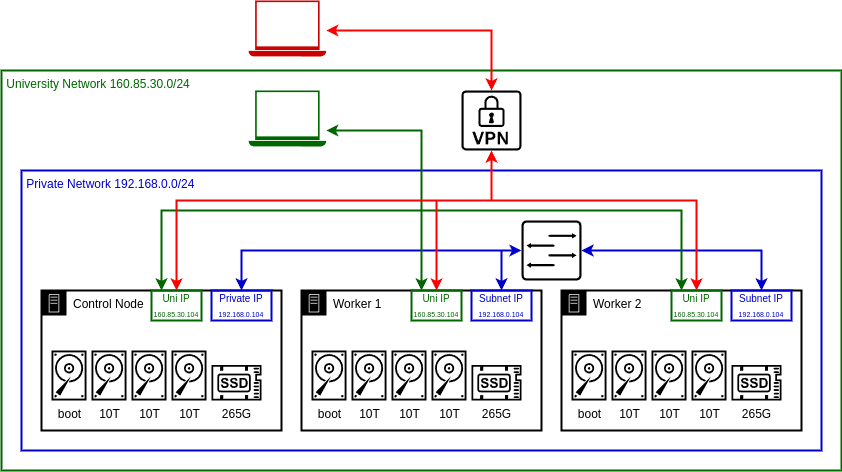 University Network 160.85.30.0/24
VPN
Private Network 192.168.0.0/24
Control Node
Uni IP
160.85.30.104
Private IP
192.168.0.104
boot
10T
10T
10T
SSD
265G
Worker 1
Uni IP
160.85.30.104
Subnet IP
192.168.0.104
boot
10T
10T
10T
SSD
265G
Worker 2
Uni IP
160.85.30.104
Subnet IP
192.168.0.104
boot
10T
10T
10T
SSD
265G